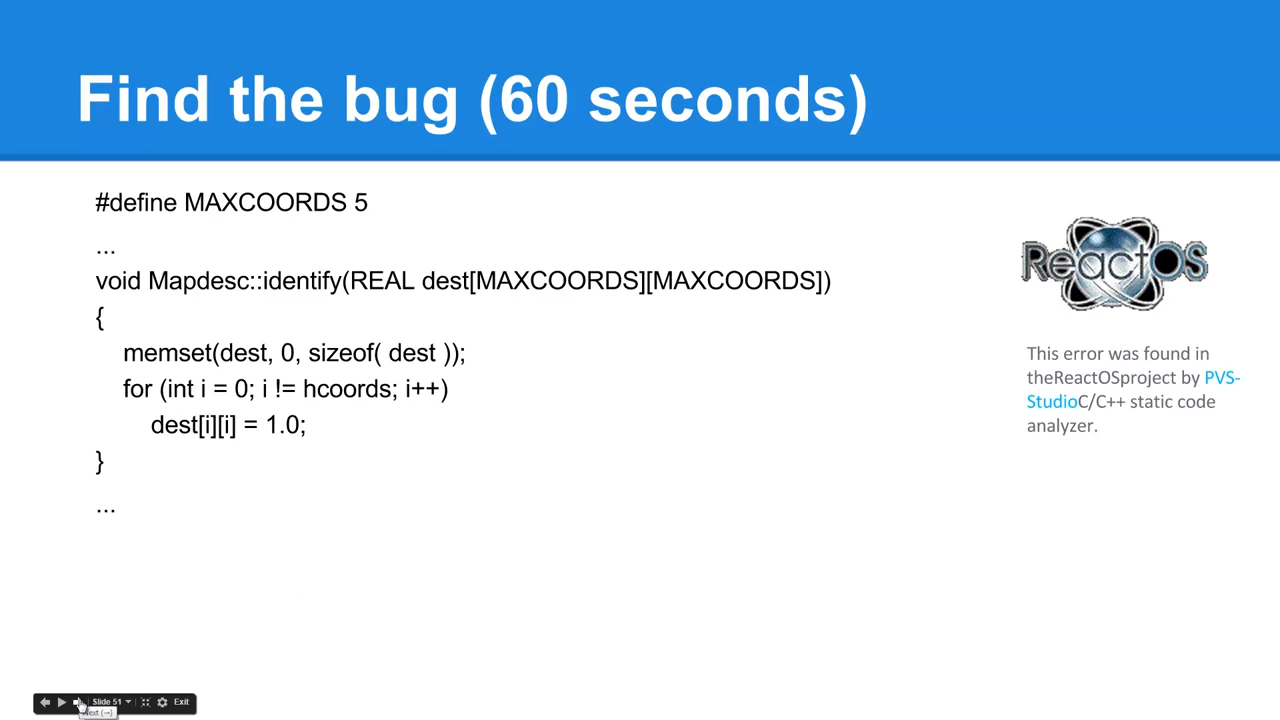 Find the bug (60 seconds)
#define MAXCOORDS 5
...
void Mapdesc::identify(REAL dest[MAXCOORDS][MAXCOORDS])
{
memset(dest, 0, sizeof( dest ));
for (int i = 0; i != hcoords; i++)
dest[i][i] = 1.0;
}
...
ReactOS
This error was found in
theReactOSproject by PVS-
StudioC/C++ static code
analyzer.
Slide 51
Exit
Next (→)